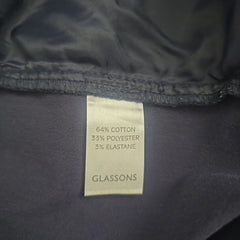 64% COTTON
33% POLYESTER
3% ELASTANE
GLASSONS